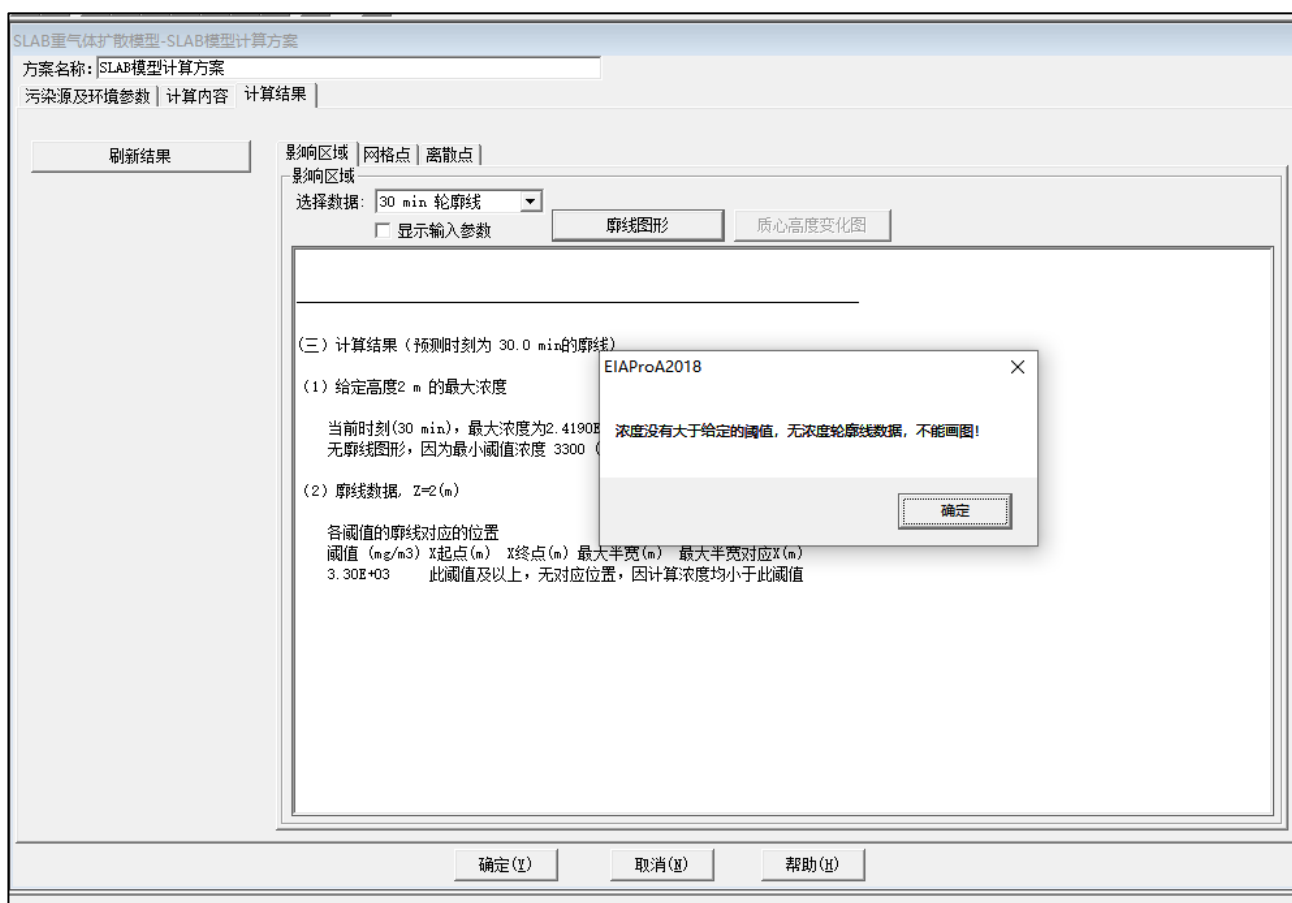 SLAB重气体扩散模型-SLAB模型计算方案
方案名称: SLAB模型计算方案
污染源及环境参数 计算内容 计算结果
刷新结果
影响区域 网格点 离散点
影响区域
选择数据: 30 min 轮廓线
显示输入参数
廓线图形
质心高度变化图
(三) 计算结果 (预测时刻为 30.0 min的廓线)
(1) 给定高度2 m 的最大浓度
当前时刻(30 min), 最大浓度为2.4190E
无廓线图形, 因为最小阈值浓度 3300 (
(2) 廓线数据, Z=2(m)
各阈值的廓线对应的位置
阈值 (mg/m3) X起点(m) X终点(m) 最大半宽(m) 最大半宽对应X(m)
3.30E+03 此阈值及以上, 无对应位置, 因计算浓度均小于此阈值
EIAProA2018
浓度没有大于给定的阈值, 无浓度轮廓线数据, 不能画图!
确定
确定(Y) 取消(N) 帮助(H)